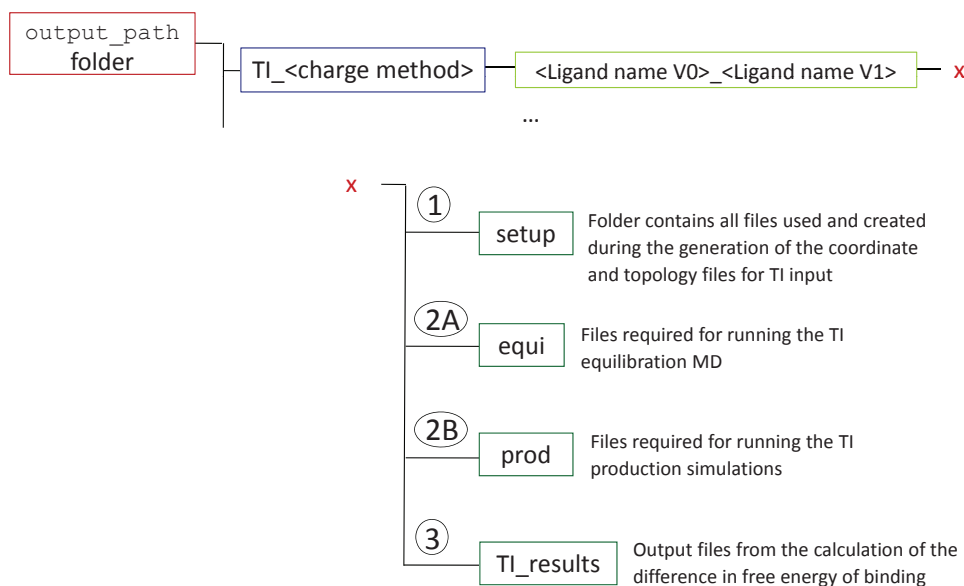 output_path
folder
TI_<charge method>
<Ligand name V0>_<Ligand name V1>
x
...
x
1
setup
Folder contains all files used and created
during the generation of the coordinate
and topology files for TI input
2A
equi
Files required for running the TI
equilibration MD
2B
prod
Files required for running the TI
production simulations
3
TI_results
Output files from the calculation of the
difference in free energy of binding